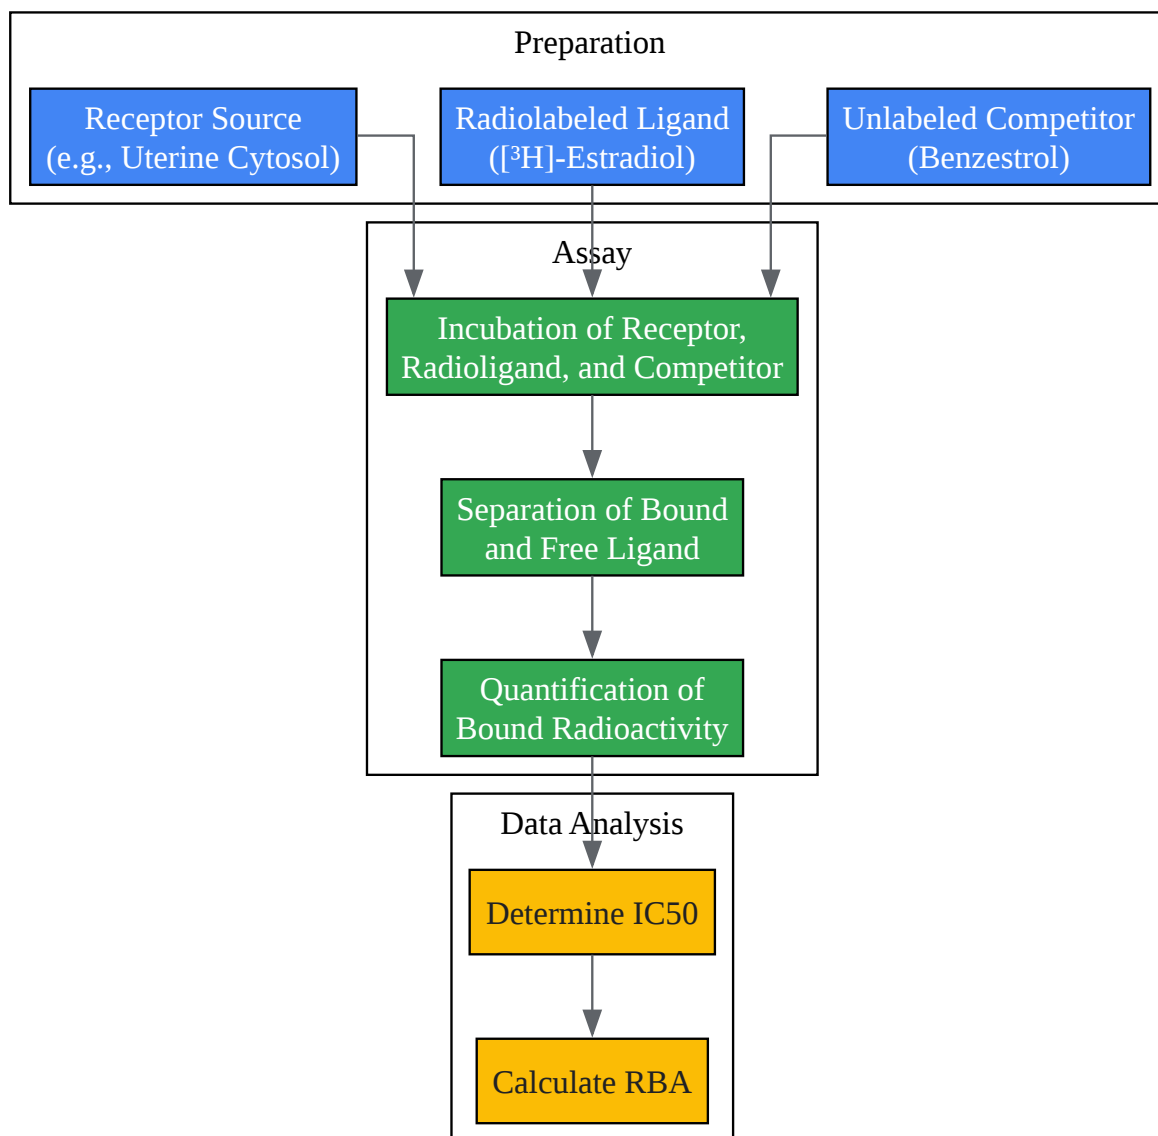 Preparation
Receptor Source
(e.g., Uterine Cytosol)
Radiolabeled Ligand
([³H]-Estradiol)
Unlabeled Competitor
(Benzestrol)
Assay
Incubation of Receptor,
Radioligand, and Competitor
Separation of Bound
and Free Ligand
Quantification of
Bound Radioactivity
Data Analysis
Determine IC50
Calculate RBA